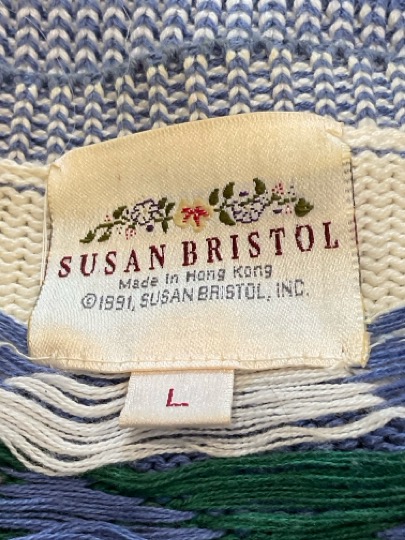 SUSAN BRISTOL
Made in Hong Kong
©1991, SUSAN BRISTOL, INC.
L